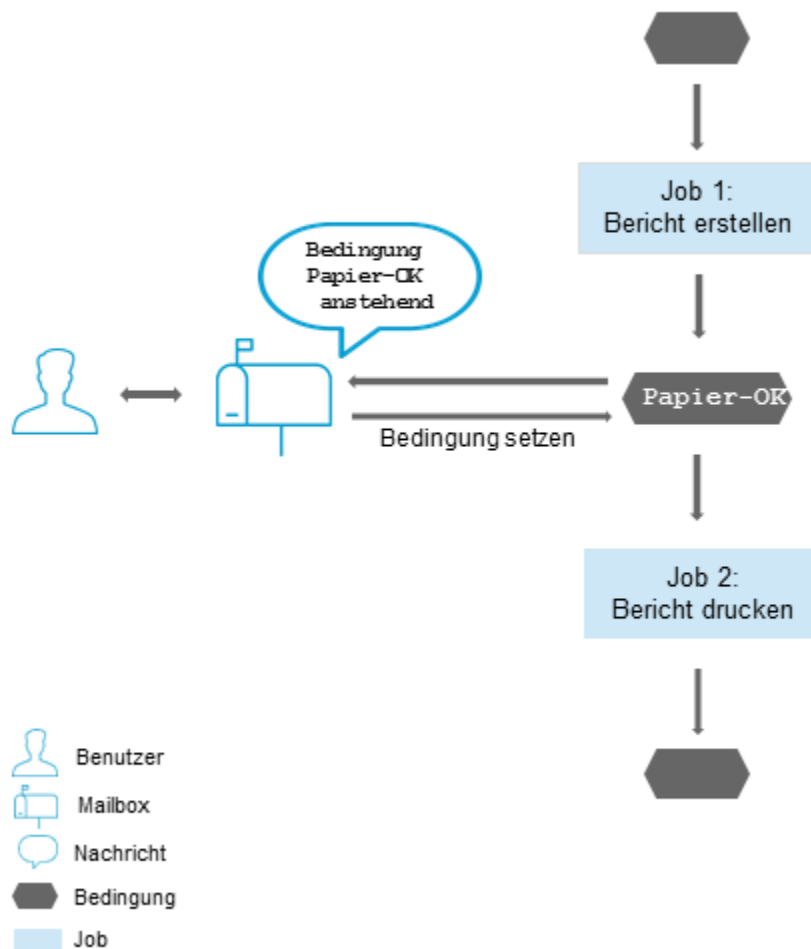 Job 1:
Bericht erstellen
Bedingung
Papier-OK
anstehend
Papier-OK
Bedingung setzen
Job 2:
Bericht drucken
Benutzer
Mailbox
Nachricht
Bedingung
Job